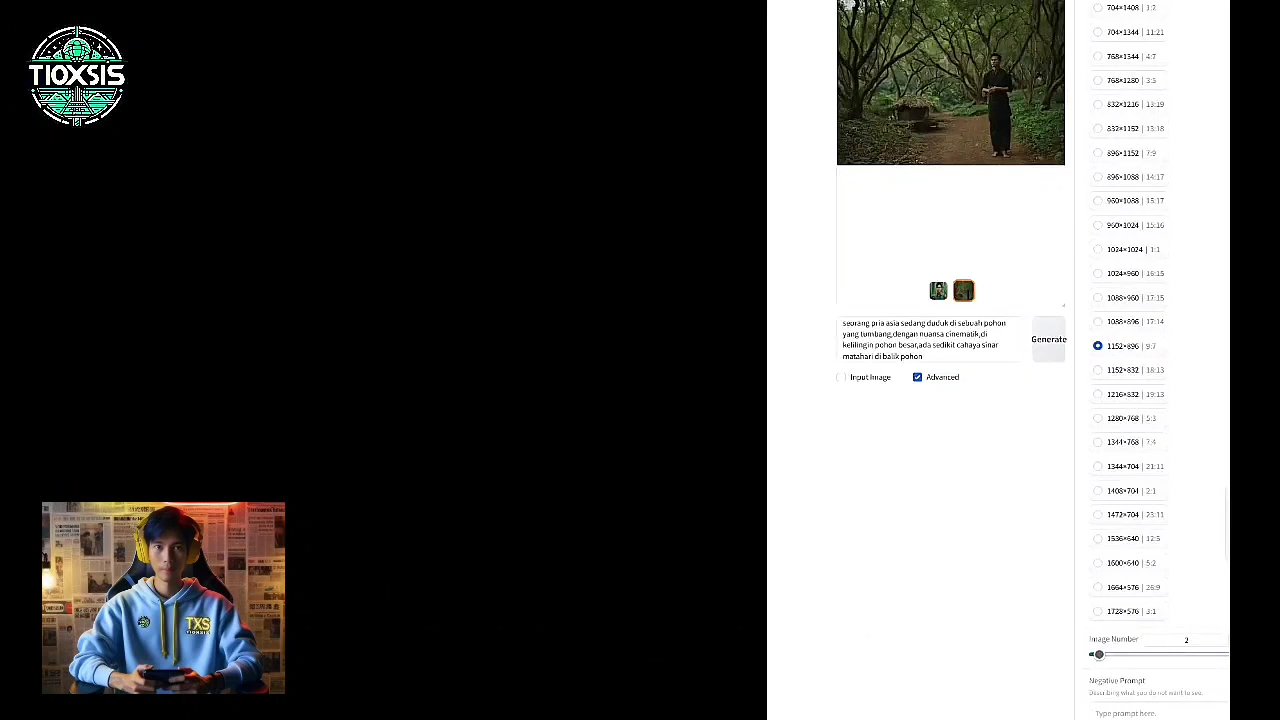 TIOXSIS
704×1408 | 1:2
704×1344 | 11:21
768×1344 | 4:7
768×1280 | 3:5
832×1216 | 13:19
832×1152 | 13:18
896×1152 | 7:9
896×1088 | 14:17
960×1088 | 15:17
960×1024 | 15:16
1024×1024 | 1:1
1024×960 | 16:15
1088×960 | 17:15
1088×896 | 17:14
1152×896 | 9:7
1152×832 | 18:13
1216×832 | 19:13
1280×768 | 5:3
1344×768 | 7:4
1344×704 | 21:11
1408×704 | 2:1
1472×704 | 23:11
1536×640 | 12:5
1600×640 | 5:2
1664×576 | 26:9
1728×576 | 3:1
seorang pria asia sedang duduk di sebuah pohon
yang tumbang,dengan nuansa cinematik,di
kelilingin pohon besar,ada sedikit cahaya sinar
matahari di balik pohon
Generate
Input Image
Advanced
Image Number
2
Negative Prompt
Describing what you do not want to see.
Type prompt here.
TXS
TIONXSIS